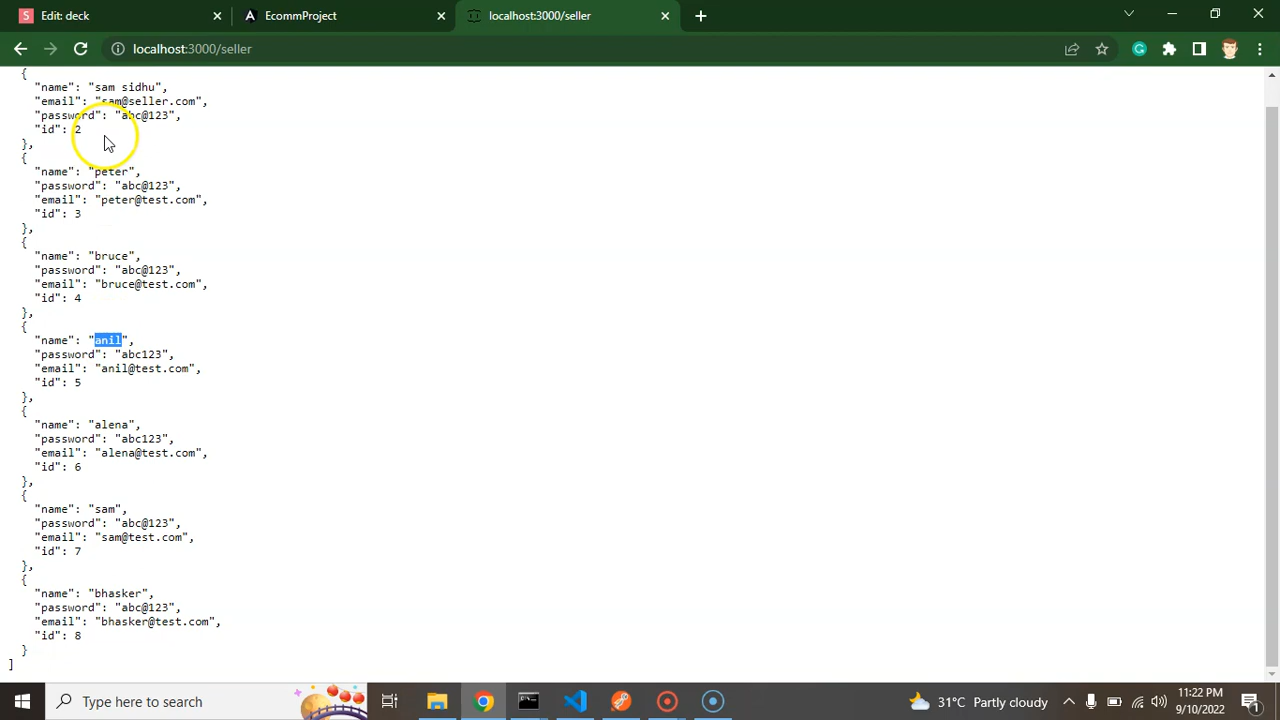 Edit: deck
EcommProject
localhost:3000/seller
localhost:3000/seller
{
"name": "sam sidhu",
"email": "sam@seller.com",
"password": "abc@123",
"id": 2
},
{
"name": "peter",
"password": "abc@123",
"email": "peter@test.com",
"id": 3
},
{
"name": "bruce",
"password": "abc@123",
"email": "bruce@test.com",
"id": 4
},
{
"name": "anil",
"password": "abc123",
"email": "anil@test.com",
"id": 5
},
{
"name": "alena",
"password": "abc123",
"email": "alena@test.com",
"id": 6
},
{
"name": "sam",
"password": "abc@123",
"email": "sam@test.com",
"id": 7
},
{
"name": "bhasker",
"password": "abc@123",
"email": "bhasker@test.com",
"id": 8
}
]
Type here to search
31°C Partly cloudy
11:22 PM
9/10/2022
1